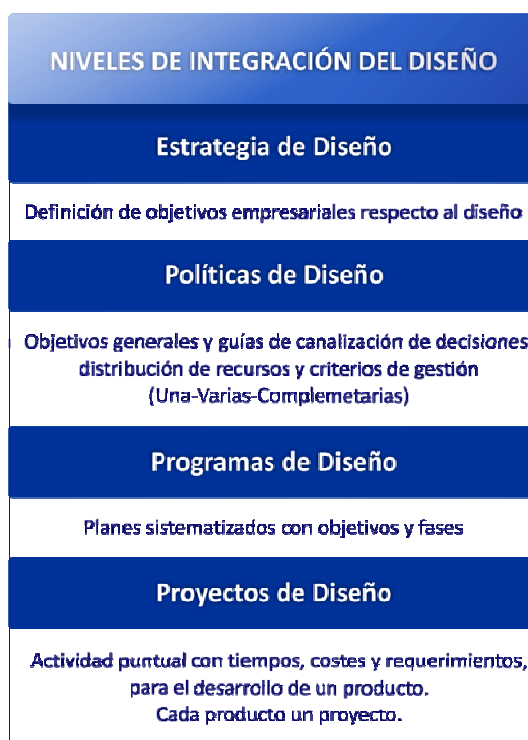 NIVELES DE INTEGRACIÓN DEL DISEÑO
Estrategia de Diseño
Definición de objetivos empresariales respecto al diseño
Políticas de Diseño
Objetivos generales y guías de canalización de decisiones
distribución de recursos y criterios de gestión
(Una-Varias-Complemetarias)
Programas de Diseño
Planes sistematizados con objetivos y fases
Proyectos de Diseño
Actividad puntual con tiempos, costes y requerimientos,
para el desarrollo de un producto.
Cada producto un proyecto.